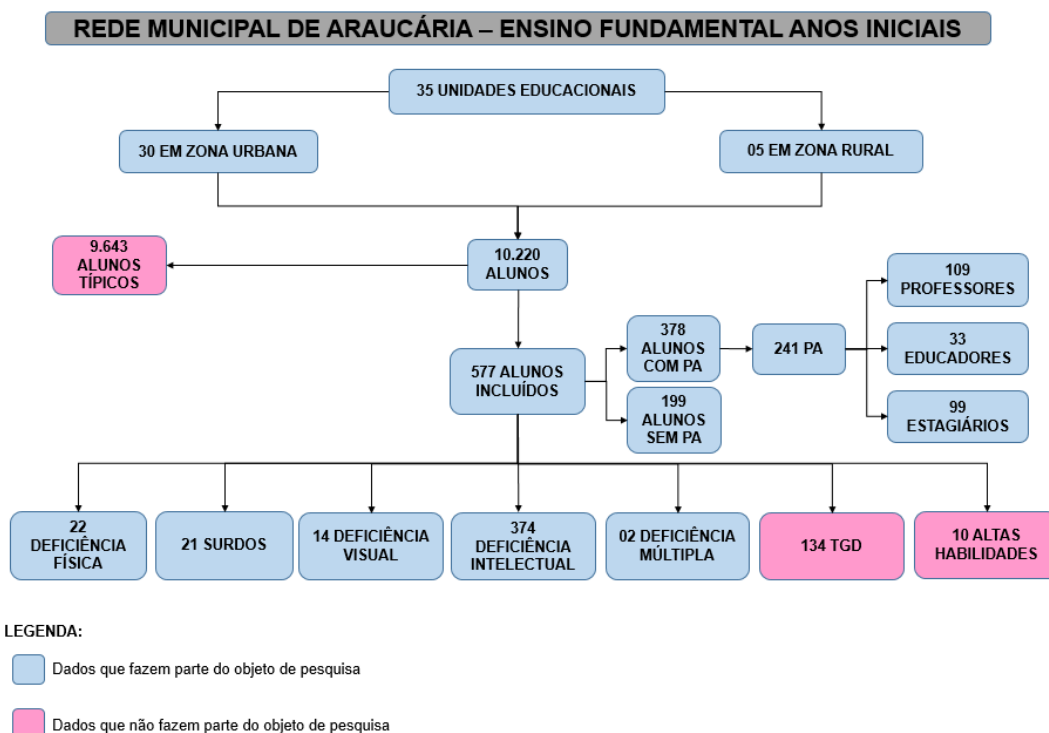 REDE MUNICIPAL DE ARAUCÁRIA – ENSINO FUNDAMENTAL ANOS INICIAIS
35 UNIDADES EDUCACIONAIS
30 EM ZONA URBANA
05 EM ZONA RURAL
9.643
ALUNOS
TÍPICOS
10.220
ALUNOS
109
PROFESSORES
378
ALUNOS
COM PA
241 PA
33
EDUCADORES
577 ALUNOS
INCLUÍDOS
199
ALUNOS
SEM PA
99
ESTAGIÁRIOS
22
DEFICIÊNCIA
FÍSICA
21 SURDOS
14 DEFICIÊNCIA
VISUAL
374
DEFICIÊNCIA
INTELECTUAL
02 DEFICIÊNCIA
MÚLTIPLA
134 TGD
10 ALTAS
HABILIDADES
LEGENDA:
Dados que fazem parte do objeto de pesquisa
Dados que não fazem parte do objeto de pesquisa